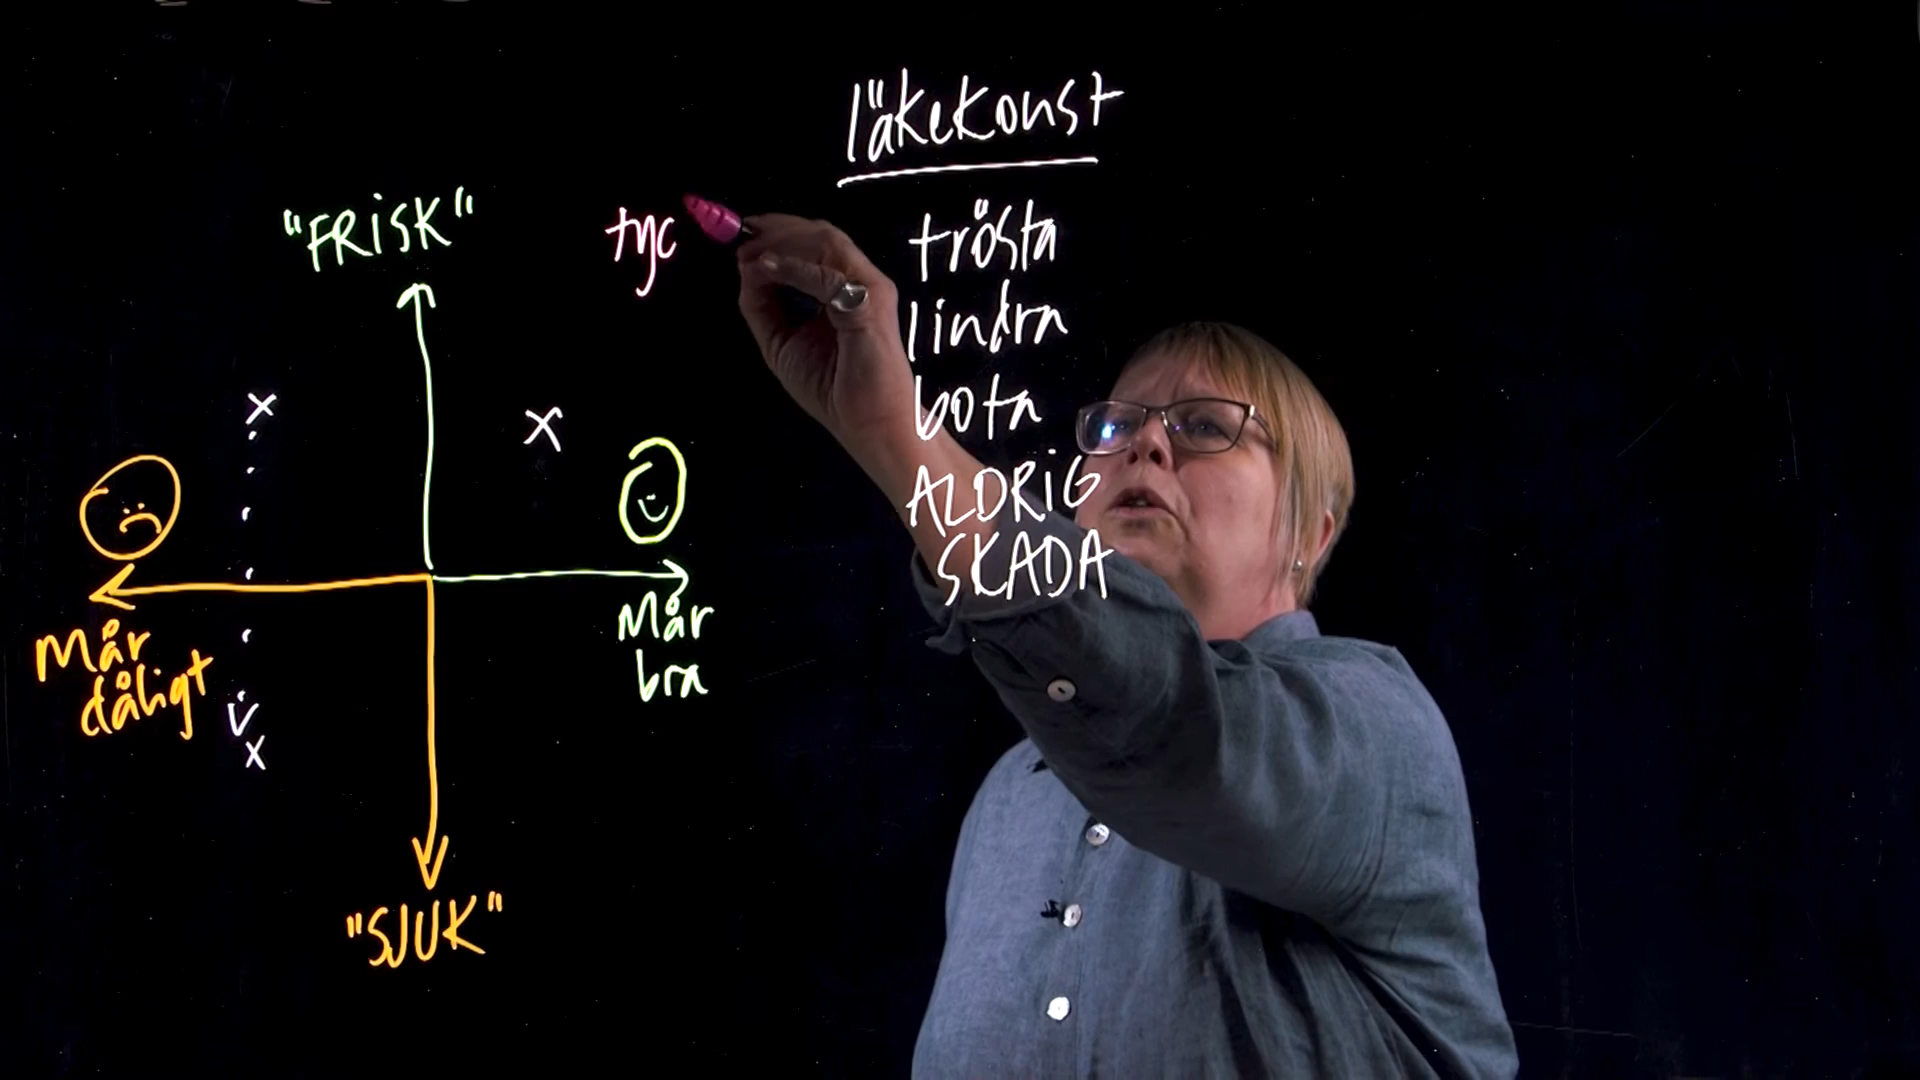 läkekonst
"FRISK"
tyc
trösta
lindra
bota
x
x
ALDRIG
SKADA
Mår
bra
Mår
dåligt
x
"SJUK"